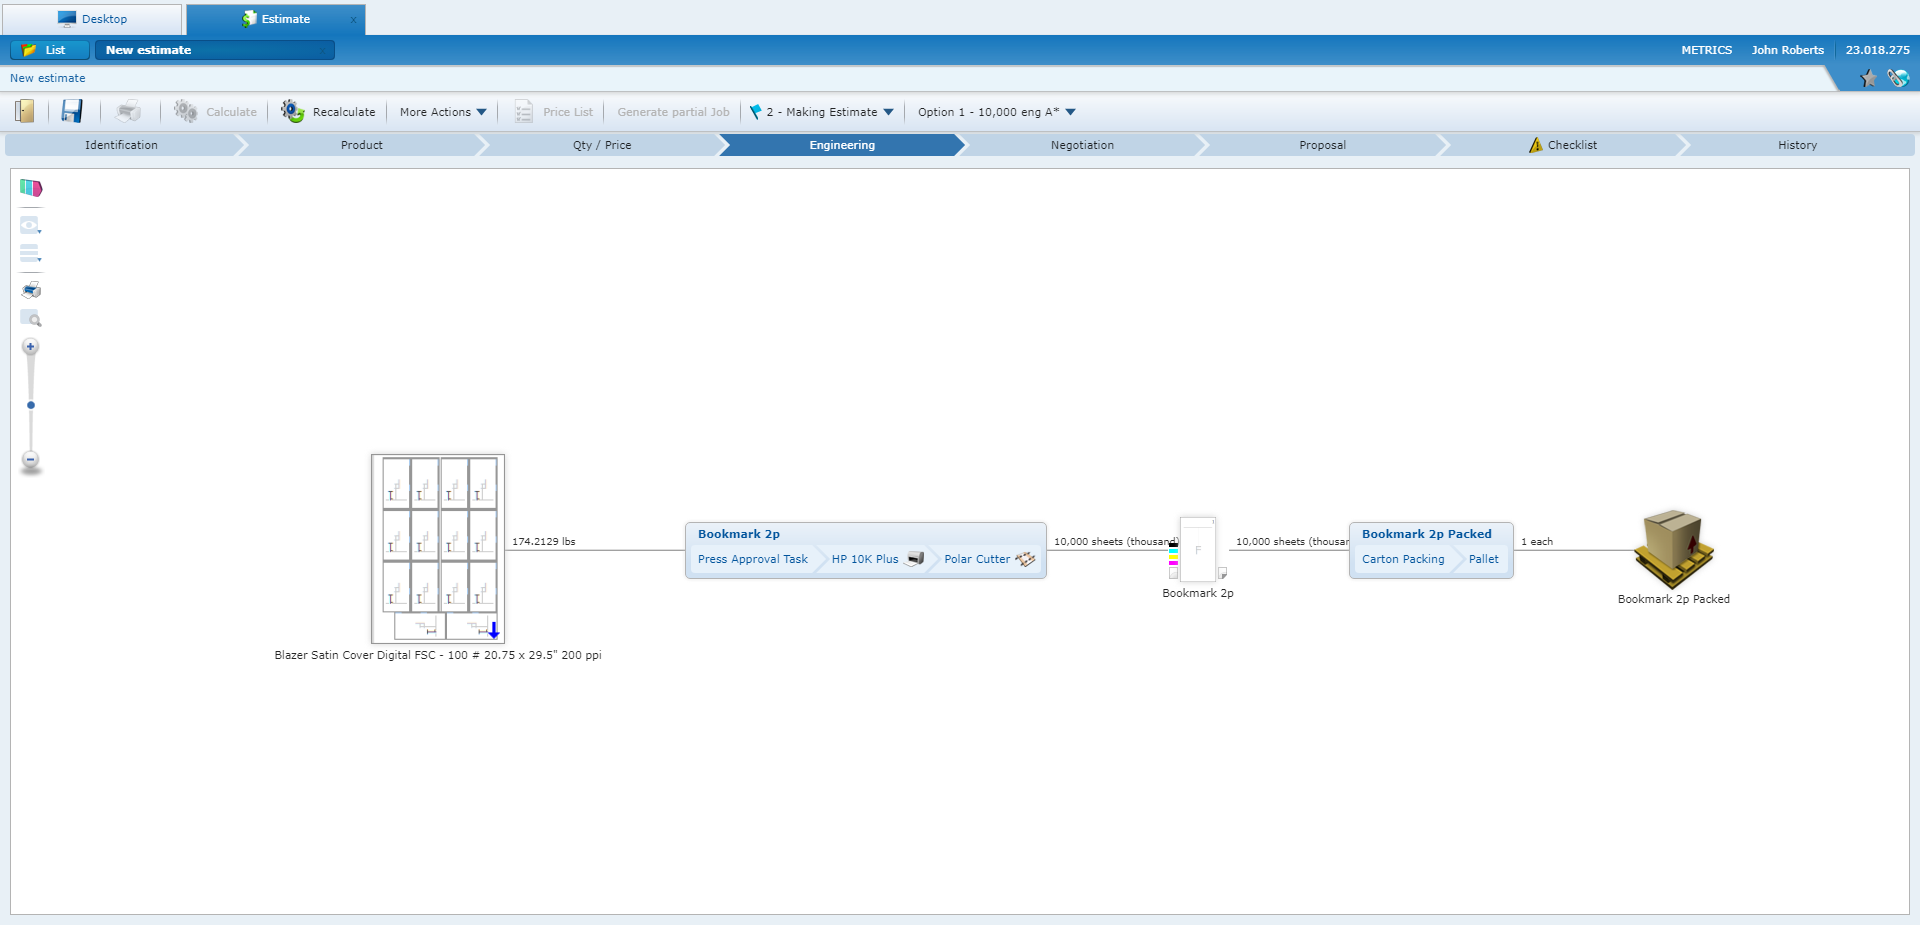 Desktop
Estimate x
List
New estimate x
METRICS John Roberts 23.018.275
New estimate
Calculate Recalculate More Actions Price List Generate partial Job 2 - Making Estimate Option 1 - 10,000 eng A*
Identification Product Qty / Price Engineering Negotiation Proposal Checklist History
174.2129 lbs
Bookmark 2p
Press Approval Task HP 10K Plus Polar Cutter
10,000 sheets (thousand)
F
Bookmark 2p
10,000 sheets (thousar
Bookmark 2p Packed
Carton Packing Pallet
1 each
Bookmark 2p Packed
Blazer Satin Cover Digital FSC - 100 # 20.75 x 29.5" 200 ppi